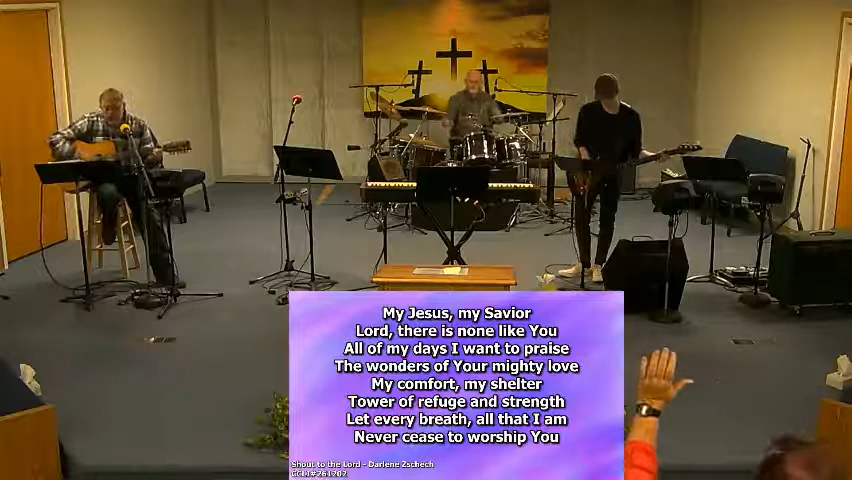 My Jesus, my Savior
Lord, there is none like You
All of my days I want to praise
The wonders of Your mighty love
My comfort, my shelter
Tower of refuge and strength
Let every breath, all that I am
Never cease to worship You
Shout to the Lord - Darlene Zschech